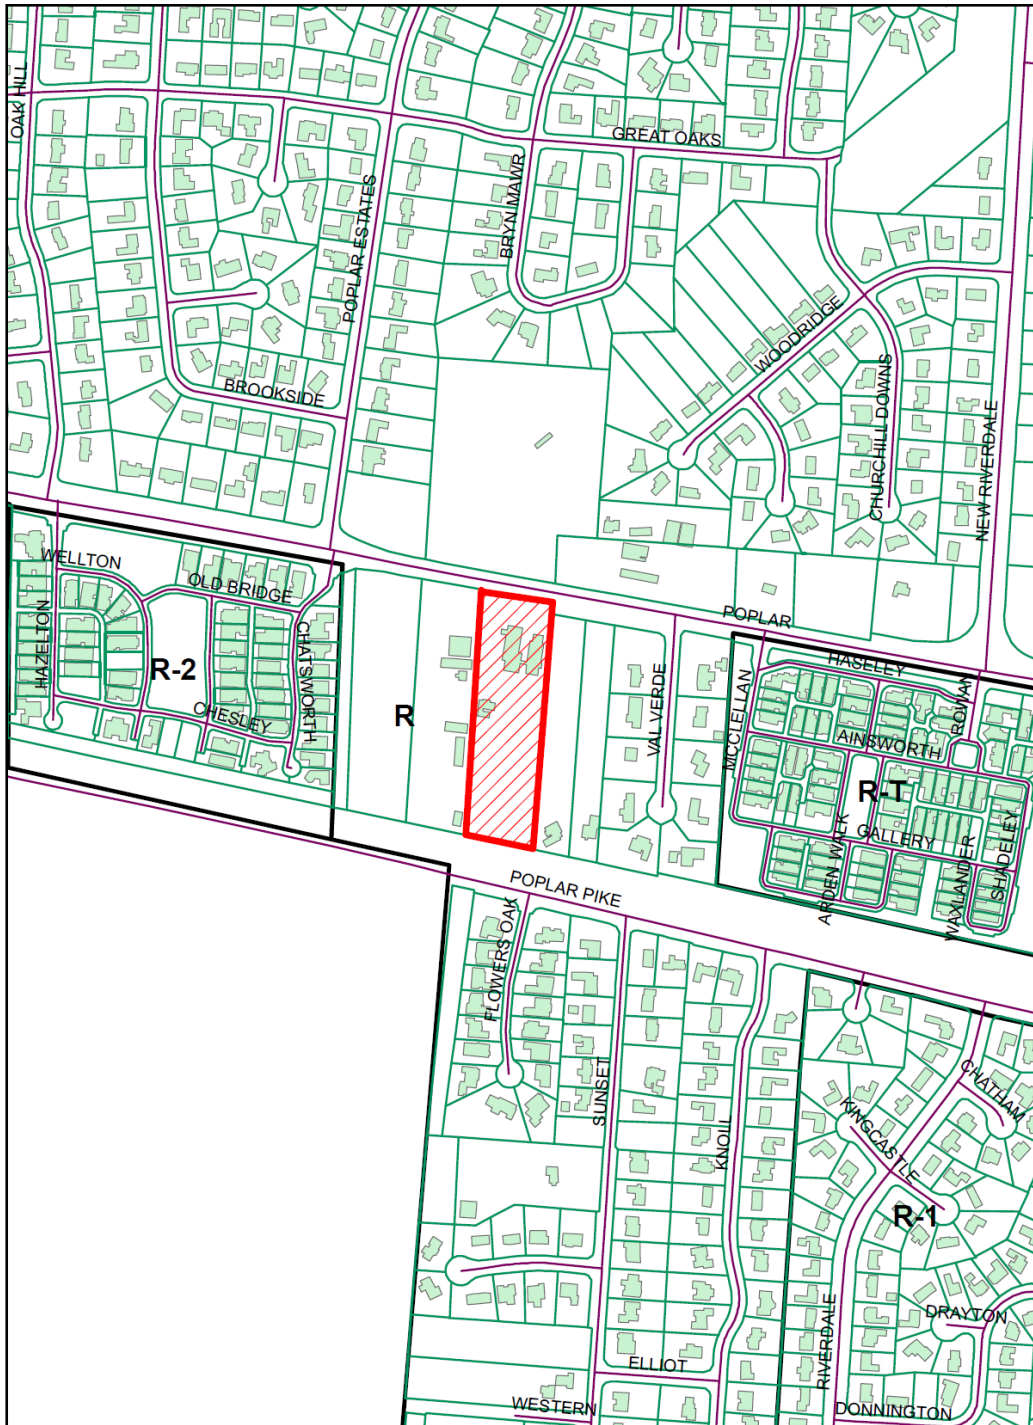 OAK HILL
GREAT OAKS
BRYN MAWR
POPLAR ESTATES
WOODRIDGE
BROOKSIDE
CHURCHILL DOWNS
NEW RIVERDALE
WELLTON
OLD BRIDGE
HAZELTON
R-2
CHATSWORTH
CHESLEY
R
POPLAR
VALVERDE
MCCLELLAN
HASELEY
ROWAN
AINSWORTH
R-T
GALLERY
ARDEN WALK
WAXLANDER
SHADELEY
POPLAR PIKE
FLOWERS OAK
SUNSET
KNOLL
CHATHAM
KINGCASTLE
R-1
RIVERDALE
DRAYTON
ELLIOT
WESTERN
DONNINGTON